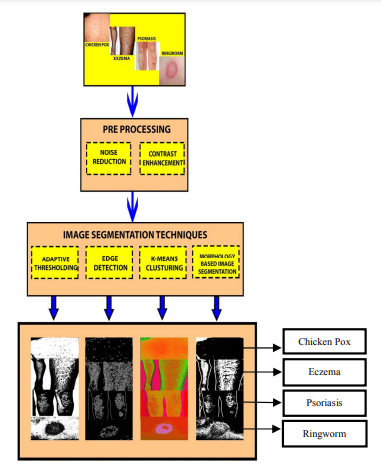 CHICKEN POX
ECZEMA
PSORIASIS
RINGWORM
PRE PROCESSING
NOISE
REDUCTION
CONTRAST
ENHANCEMENT
IMAGE SEGMENTATION TECHNIQUES
ADAPTIVE
THRESHOLDING
EDGE
DETECTION
K-MEANS
CLUSTURING
MORPHOLOGY
BASED IMAGE
SEGMENTATION
Chicken Pox
Eczema
Psoriasis
Ringworm